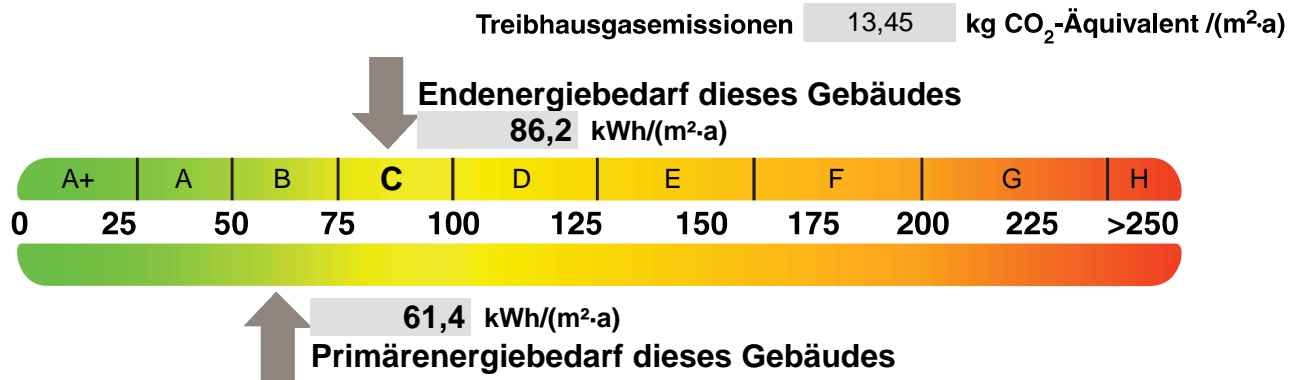 Treibhausgasemissionen 13,45 kg CO₂-Äquivalent /(m²·a)
Endenergiebedarf dieses Gebäudes
86,2 kWh/(m²·a)
A+ A B C D E F G H
0 25 50 75 100 125 150 175 200 225 >250
61,4 kWh/(m²·a)
Primärenergiebedarf dieses Gebäudes